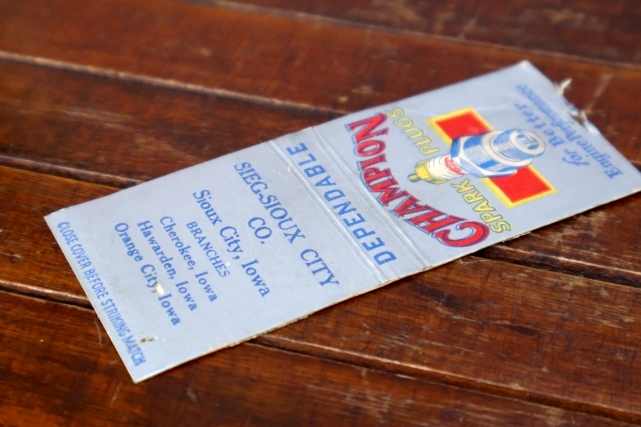 for Better
Engine Performance
CHAMPION
SPARK PLUGS
DEPENDABLE
SIEG-SIOUX CITY
CO.
Sioux City, Iowa
BRANCHES
Cherokee, Iowa
Hawarden, Iowa
Orange City, Iowa
CLOSE COVER BEFORE STRIKING MATCH